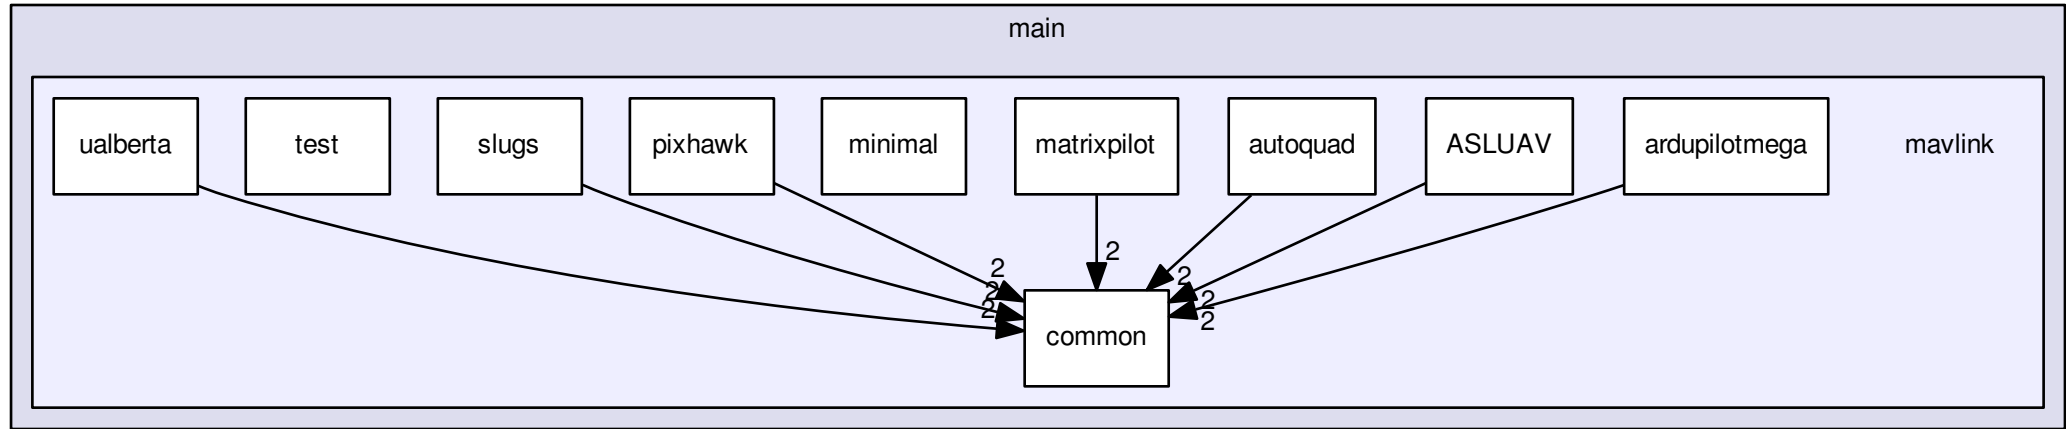 main
ualberta
test
slugs
pixhawk
minimal
matrixpilot
autoquad
ASLUAV
ardupilotmega
mavlink
2
2
2
2
2
2
2
common